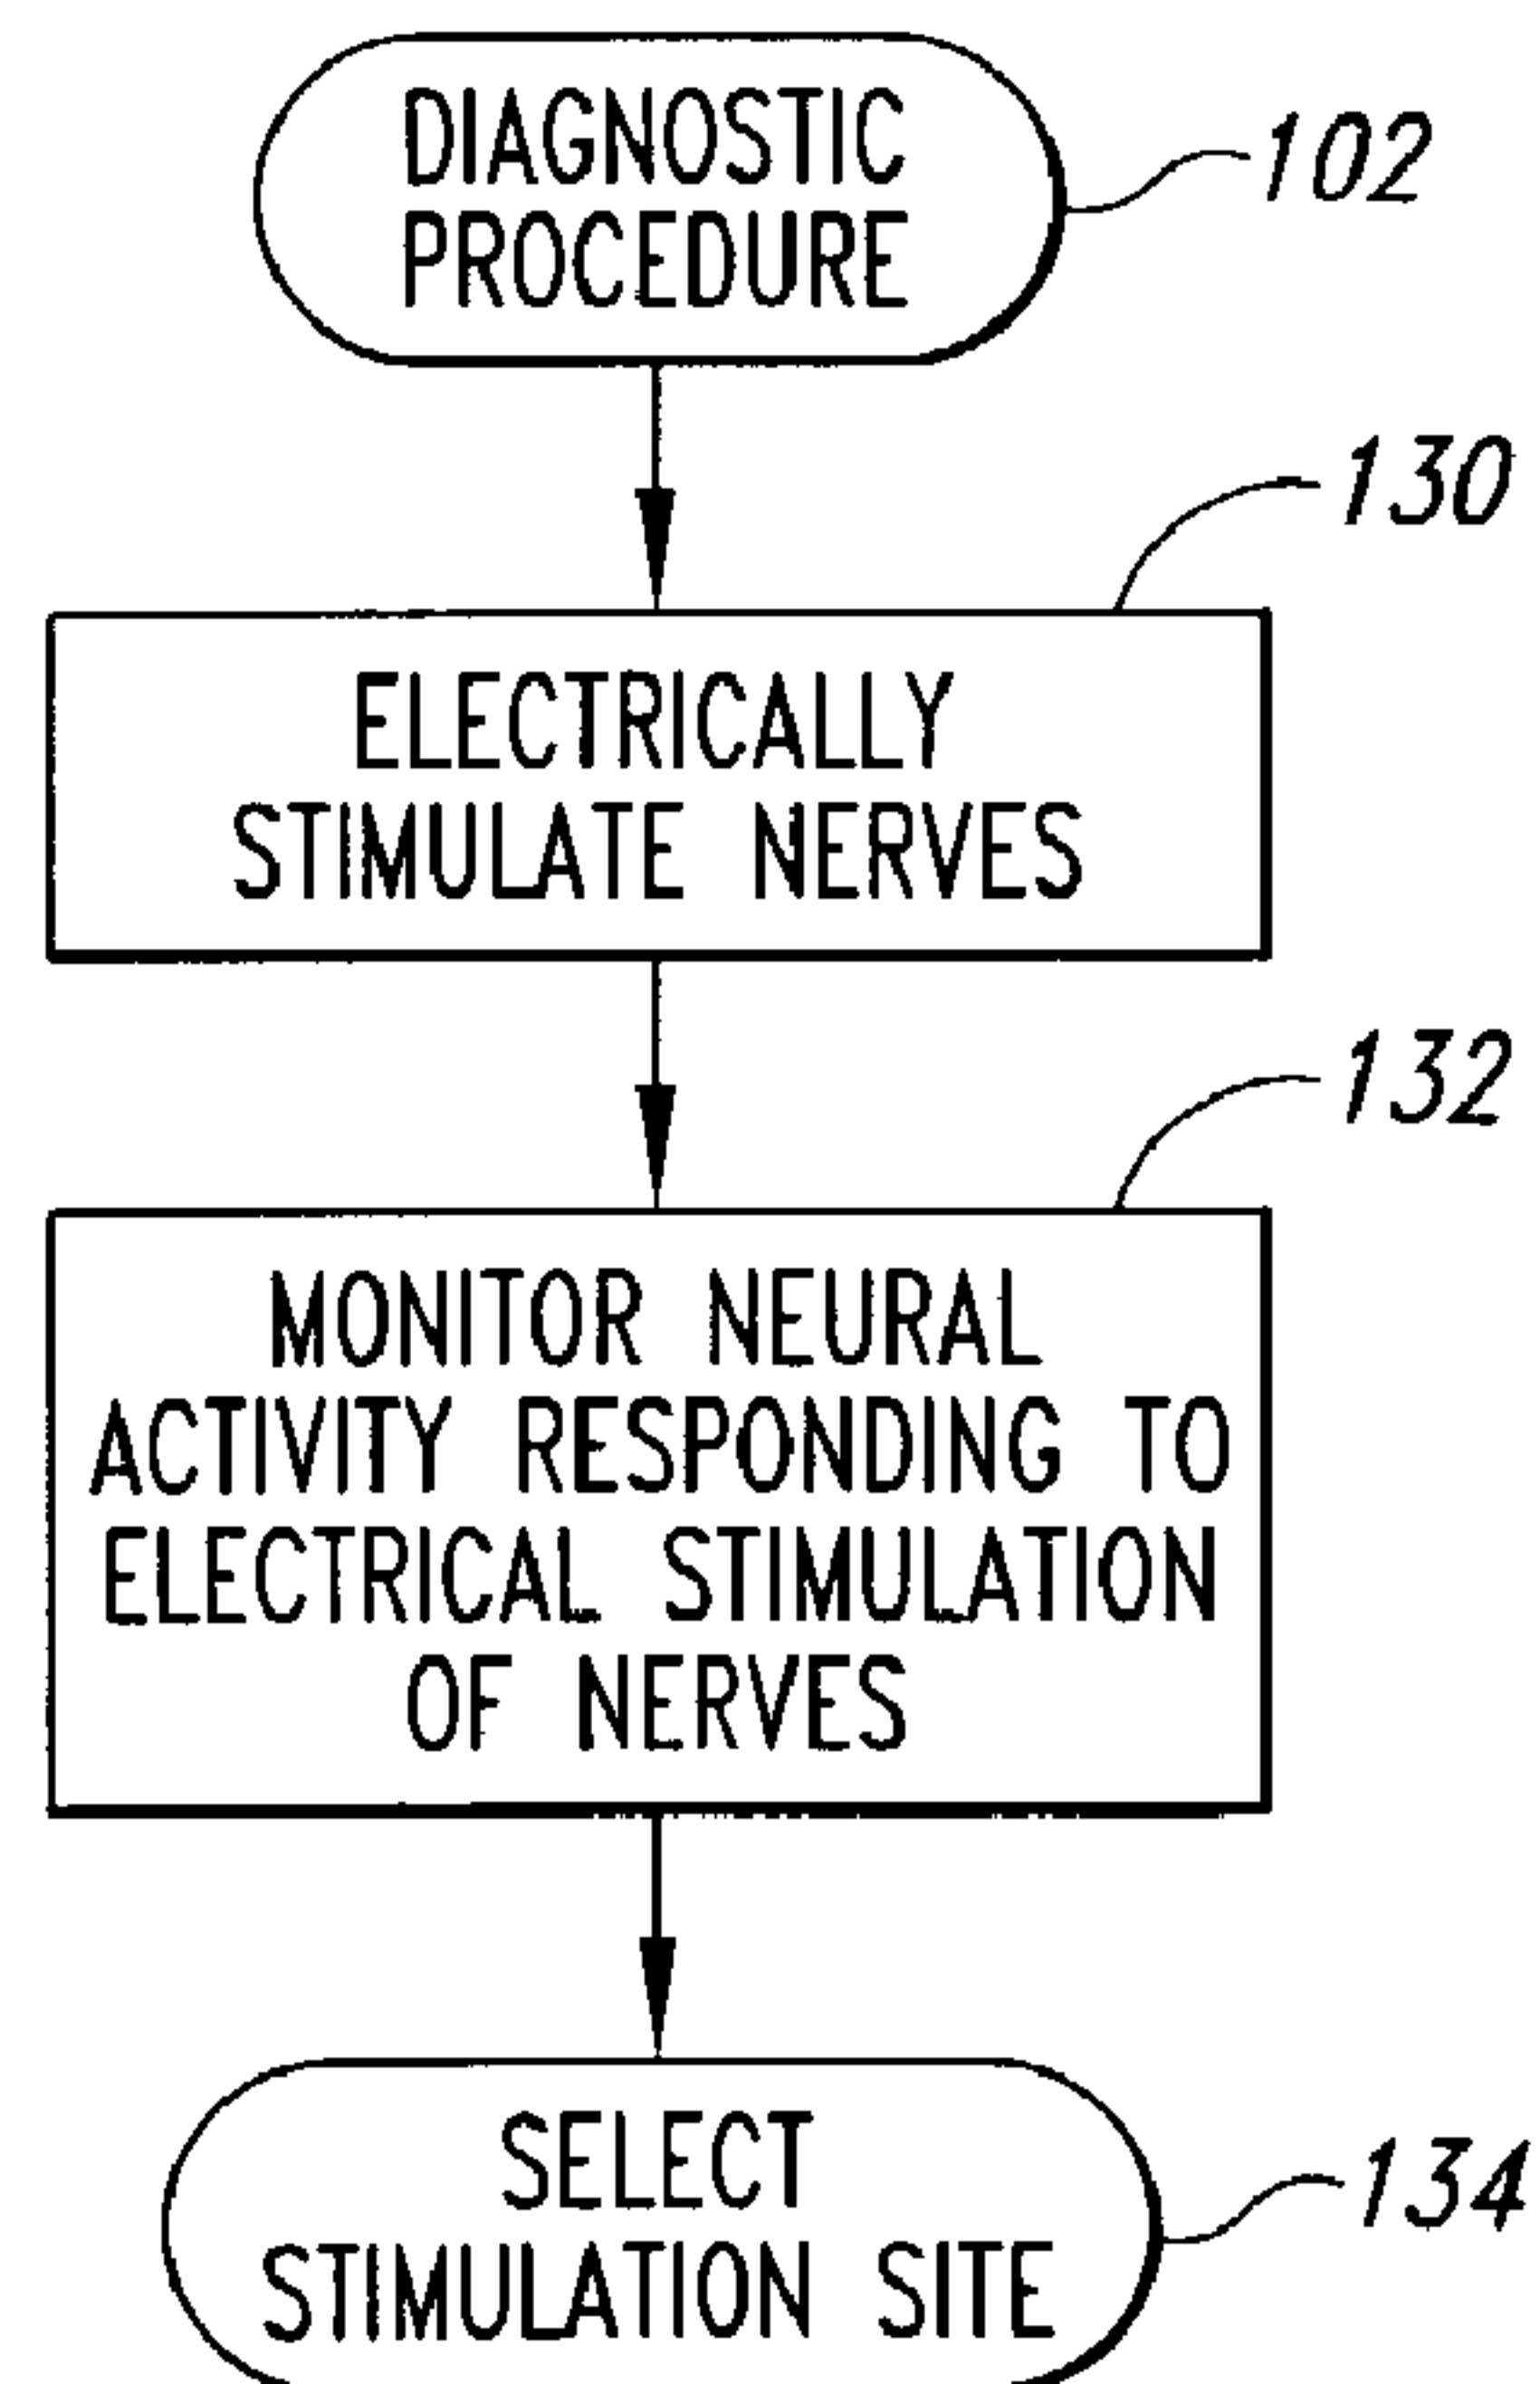 DIAGNOSTIC
PROCEDURE
102
130
ELECTRICALLY
STIMULATE NERVES
132
MONITOR NEURAL
ACTIVITY RESPONDING TO
ELECTRICAL STIMULATION
OF NERVES
SELECT
STIMULATION SITE
134